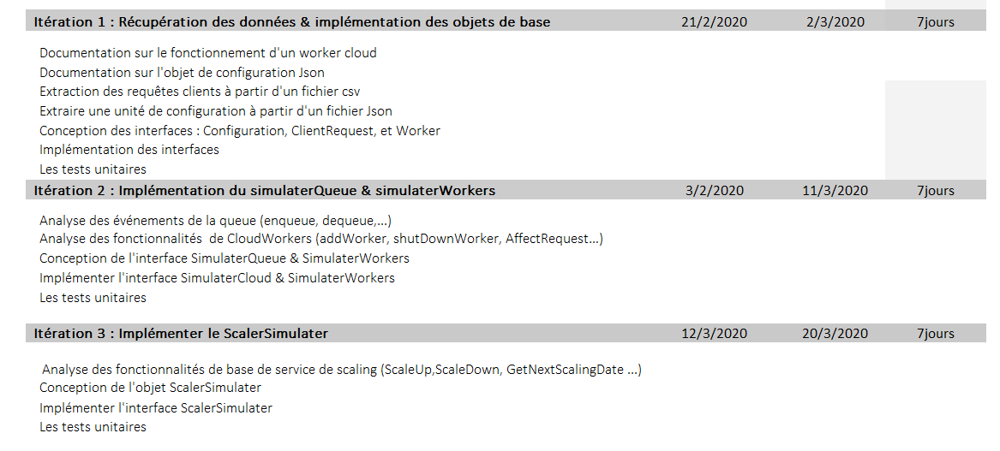 Itération 1 : Récupération des données & implémentation des objets de base 21/2/2020 2/3/2020 7jours
Documentation sur le fonctionnement d'un worker cloud
Documentation sur l'objet de configuration Json
Extraction des requêtes clients à partir d'un fichier csv
Extraire une unité de configuration à partir d'un fichier Json
Conception des interfaces : Configuration, ClientRequest, et Worker
Implémentation des interfaces
Les tests unitaires
Itération 2 : Implémentation du simulaterQueue & simulaterWorkers 3/2/2020 11/3/2020 7jours
Analyse des événements de la queue (enqueue, dequeue,...)
Analyse des fonctionnalités de CloudWorkers (addWorker, shutDownWorker, AffectRequest...)
Conception de l'interface SimulaterQueue & SimulaterWorkers
Implémenter l'interface SimulaterCloud & SimulaterWorkers
Les tests unitaires
Itération 3 : Implémenter le ScalerSimulater 12/3/2020 20/3/2020 7jours
Analyse des fonctionnalités de base de service de scaling (ScaleUp,ScaleDown, GetNextScalingDate ...)
Conception de l'objet ScalerSimulater
Implémenter l'interface ScalerSimulater
Les tests unitaires